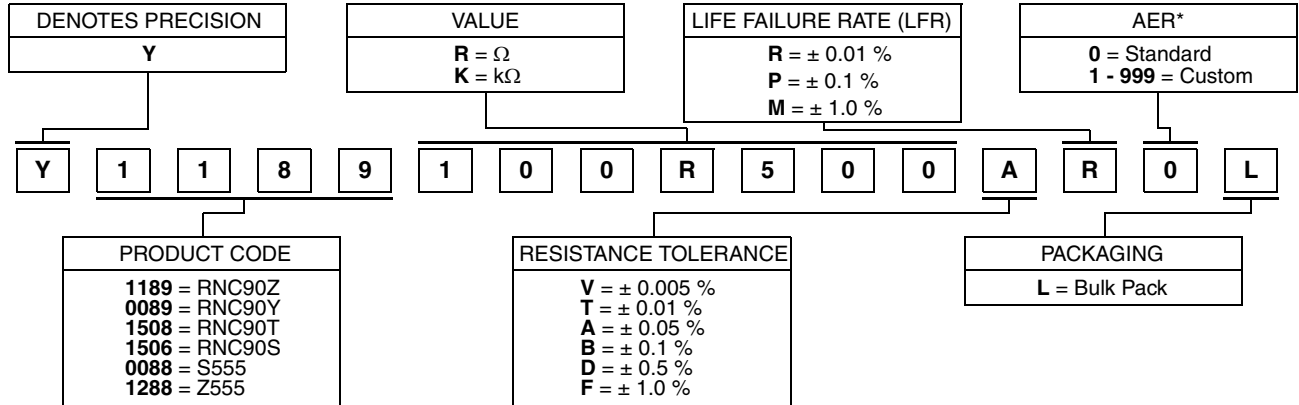 DENOTES PRECISION
Y
VALUE
R = Ω
K = kΩ
LIFE FAILURE RATE (LFR)
R = ± 0.01 %
P = ± 0.1 %
M = ± 1.0 %
AER*
0 = Standard
1 - 999 = Custom
Y 1 1 8 9 1 0 0 R 5 0 0 A R 0 L
PRODUCT CODE
1189 = RNC90Z
0089 = RNC90Y
1508 = RNC90T
1506 = RNC90S
0088 = S555
1288 = Z555
RESISTANCE TOLERANCE
V = ± 0.005 %
T = ± 0.01 %
A = ± 0.05 %
B = ± 0.1 %
D = ± 0.5 %
F = ± 1.0 %
PACKAGING
L = Bulk Pack